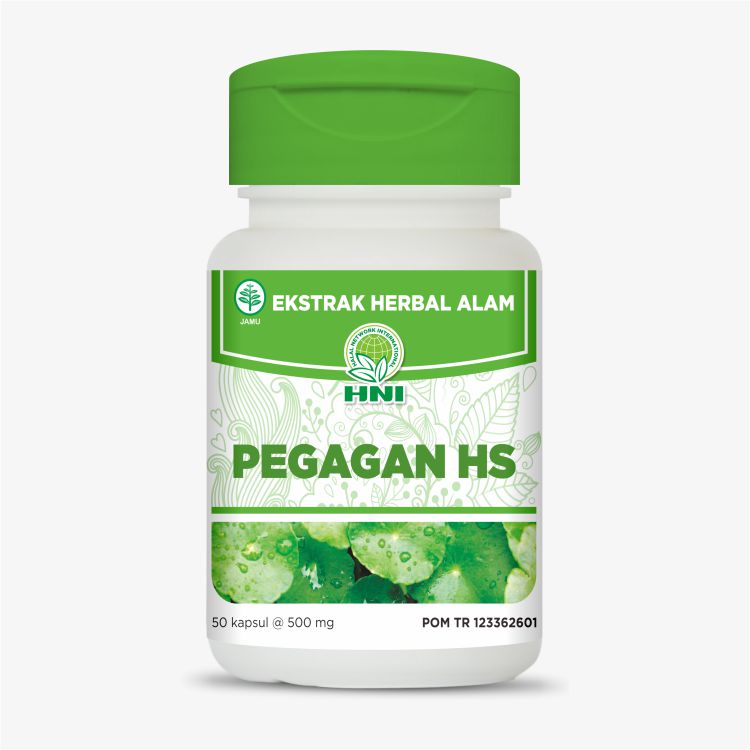 EKSTRAK HERBAL ALAM
JAMU
HALAL NETWORK INTERNATIONAL
HNI
PEGAGAN HS
50 kapsul @ 500 mg
POM TR 123362601